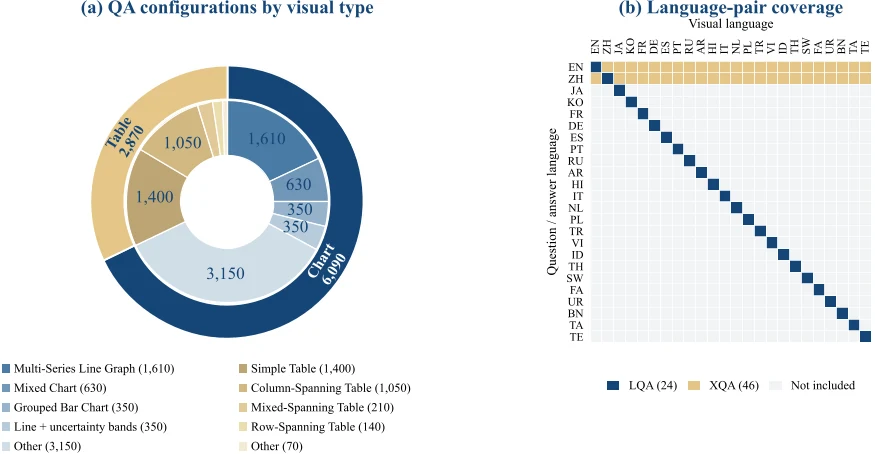 (a) QA configurations by visual type
Table
2,870
1,050
1,400
1,610
630
350
350
3,150
Chart
6,090
Multi-Series Line Graph (1,610)
Mixed Chart (630)
Grouped Bar Chart (350)
Line + uncertainty bands (350)
Other (3,150)
Simple Table (1,400)
Column-Spanning Table (1,050)
Mixed-Spanning Table (210)
Row-Spanning Table (140)
Other (70)
(b) Language-pair coverage
Visual language
EN ZH JA KO FR DE ES PT RU AR HI IT NL PL TR VI ID TH SW FA UR BN TA TE
Question / answer language
EN
ZH
JA
KO
FR
DE
ES
PT
RU
AR
HI
IT
NL
PL
TR
VI
ID
TH
SW
FA
UR
BN
TA
TE
LQA (24) XQA (46) Not included